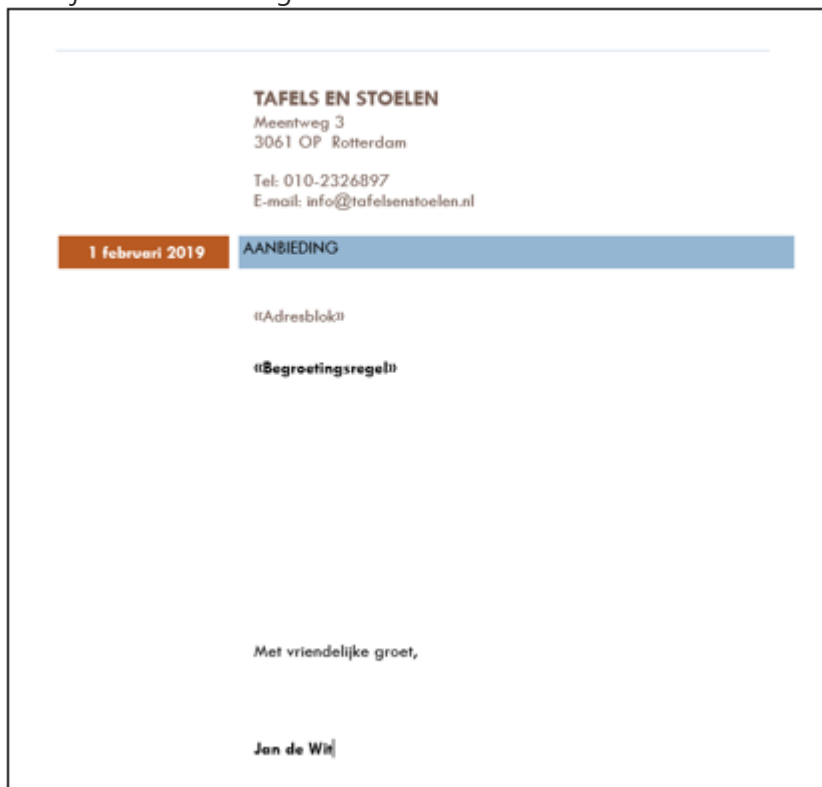 TAFELS EN STOELEN
Meentweg 3
3061 OP Rotterdam
Tel: 010-2326897
E-mail: info@tafelsenstoelen.nl
1 februari 2019 AANBIEDING
«Adresblok»
«Begroetingsregel»
Met vriendelijke groet,
Jan de Wit